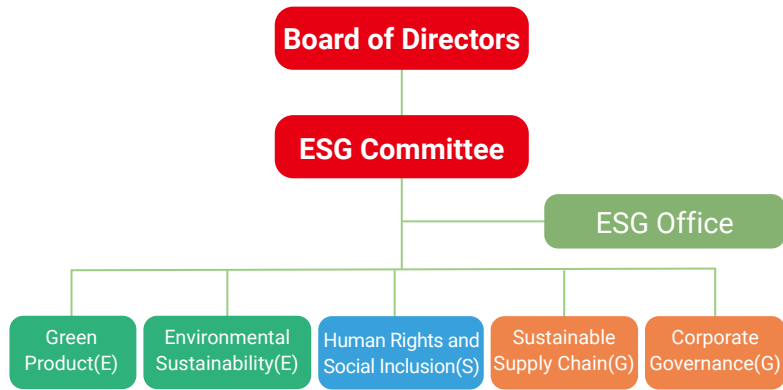 Board of Directors
ESG Committee
ESG Office
Green
Product(E)
Environmental
Sustainability(E)
Human Rights and
Social Inclusion(S)
Sustainable
Supply Chain(G)
Corporate
Governance(G)